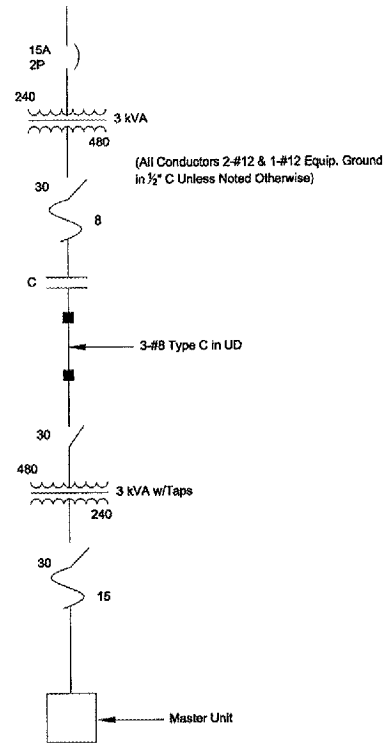 15A
2P
240
3 kVA
480
(All Conductors 2-#12 & 1-#12 Equip. Ground
in ½" C Unless Noted Otherwise)
30
8
C
3-#8 Type C in UD
30
480
3 kVA w/Taps
240
30
15
Master Unit